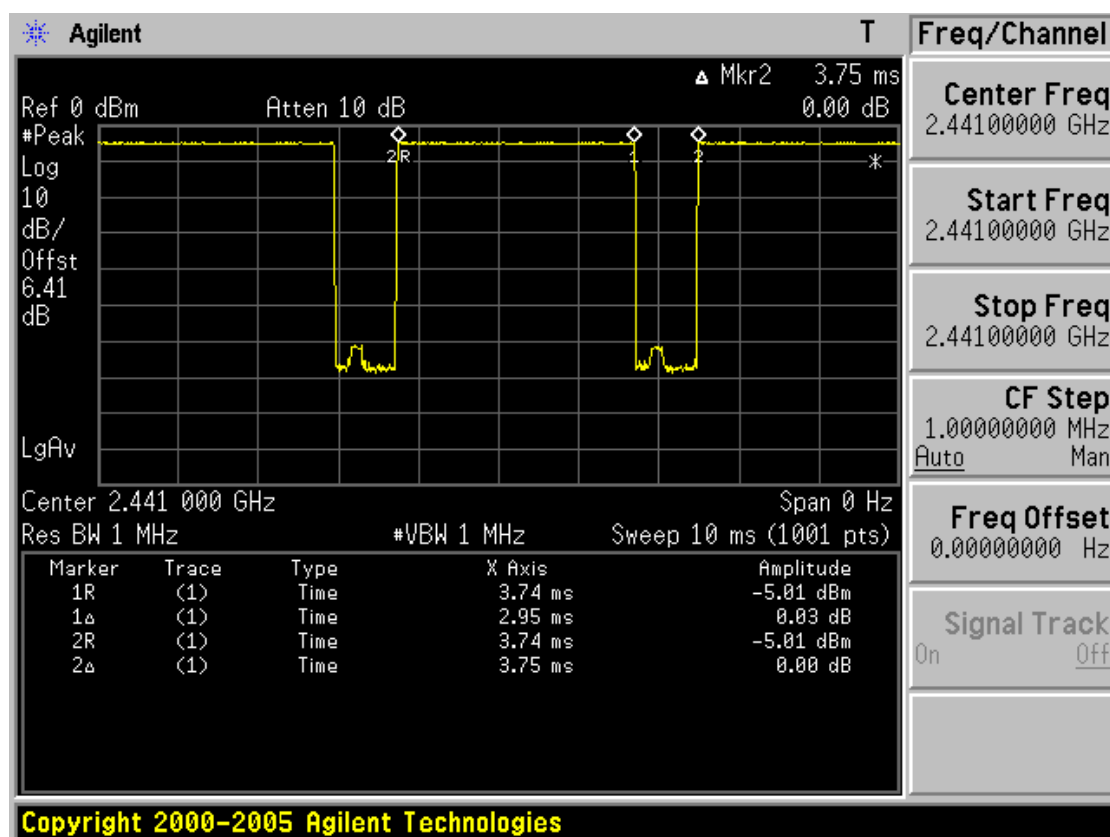 Agilent T
Freq/Channel
▵ Mkr2 3.75 ms
Ref 0 dBm Atten 10 dB 0.00 dB
#Peak
Log
10
dB/
Offst
6.41
dB
LgAv
2R
1
2
*
Center 2.441 000 GHz Span 0 Hz
Res BW 1 MHz #VBW 1 MHz Sweep 10 ms (1001 pts)
Marker Trace Type X Axis Amplitude
1R (1) Time 3.74 ms -5.01 dBm
1▵ (1) Time 2.95 ms 0.03 dB
2R (1) Time 3.74 ms -5.01 dBm
2▵ (1) Time 3.75 ms 0.00 dB
Center Freq
2.44100000 GHz
Start Freq
2.44100000 GHz
Stop Freq
2.44100000 GHz
CF Step
1.00000000 MHz
Auto Man
Freq Offset
0.00000000 Hz
Signal Track
On Off
Copyright 2000-2005 Agilent Technologies